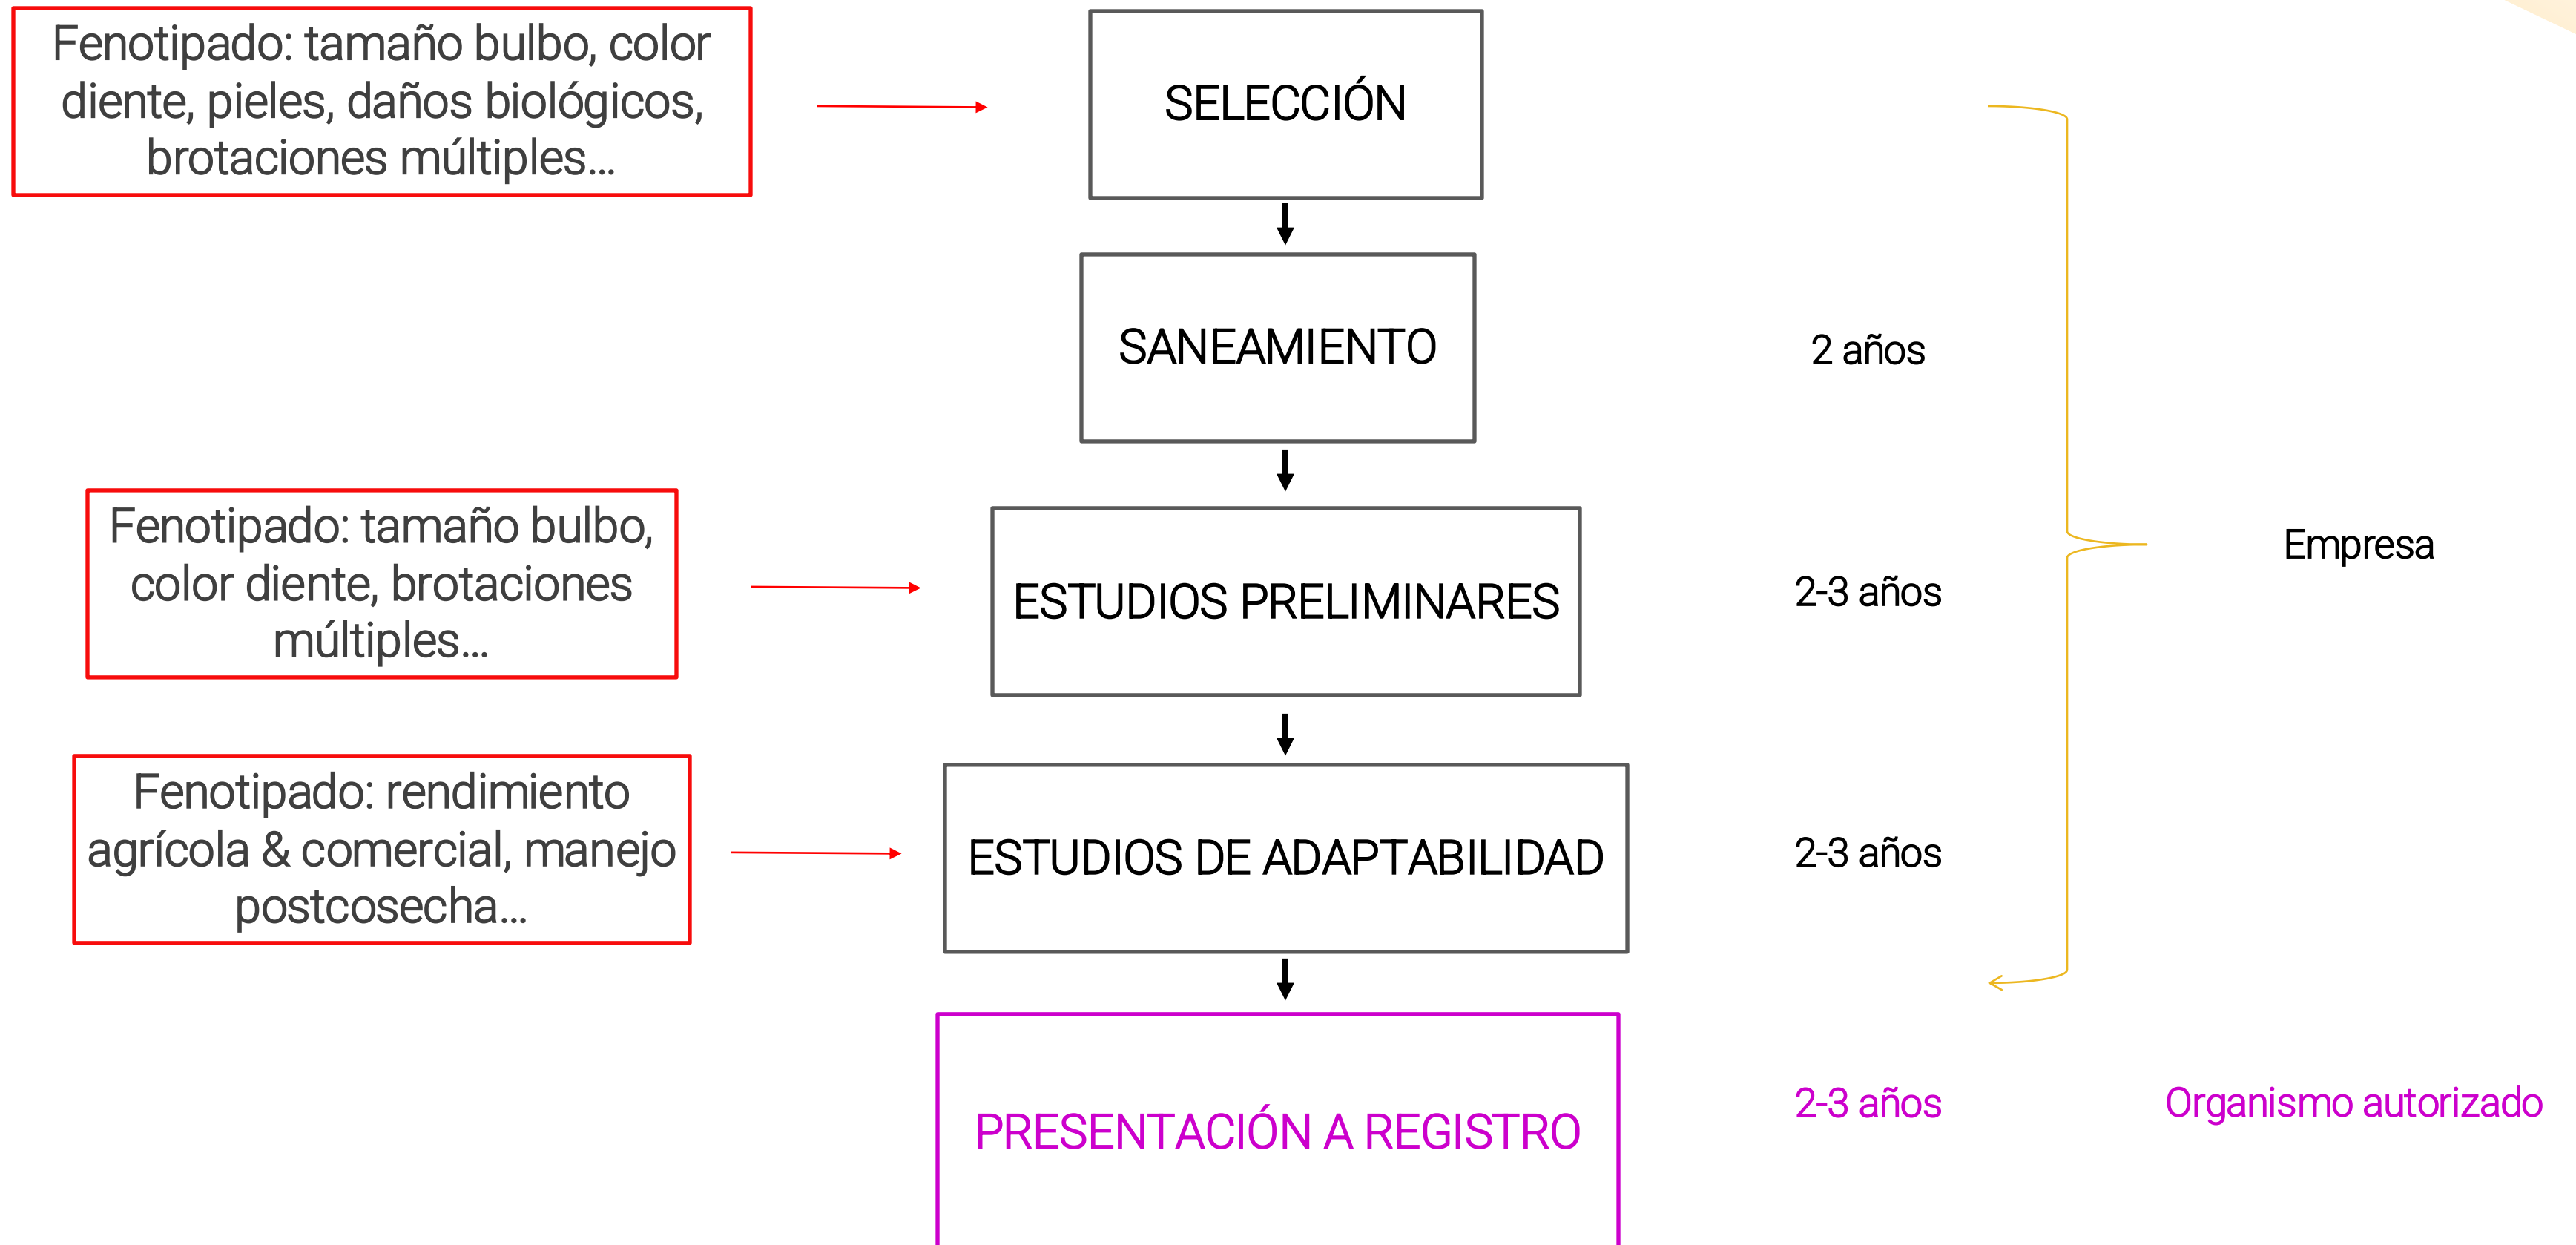 Fenotipado: tamaño bulbo, color
diente, pieles, daños biológicos,
brotaciones múltiples...
SELECCIÓN
SANEAMIENTO
2 años
Fenotipado: tamaño bulbo,
color diente, brotaciones
múltiples...
ESTUDIOS PRELIMINARES
2-3 años
Empresa
Fenotipado: rendimiento
agrícola & comercial, manejo
postcosecha...
ESTUDIOS DE ADAPTABILIDAD
2-3 años
PRESENTACIÓN A REGISTRO
2-3 años
Organismo autorizado